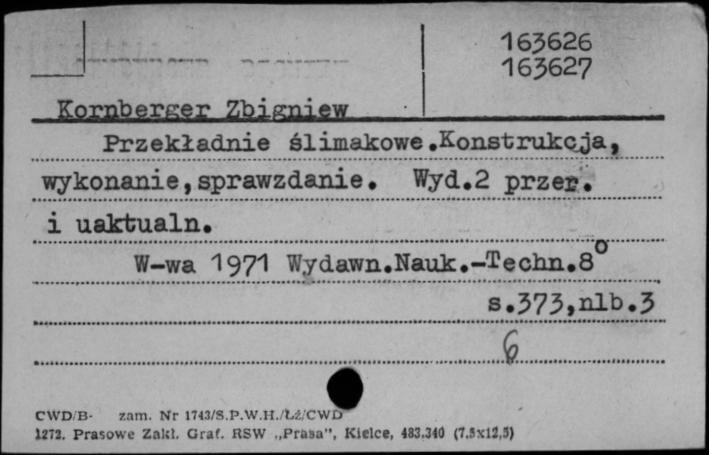 163626
163627
Kornberger Zbigniew
Przekładnie ślimakowe.Konstrukcja,
wykonanie,sprawzdanie. Wyd.2 przer.
i uaktualn.
W-wa 1971 Wydawn.Nauk.-Techn.8°
s.373,nlb.3
6
CWD/B- zam. Nr 1743/S.P.W.H./Łź/CWD
1272. Prasowe Zakł. Graf. RSW „Prasa", Kielce, 483.340 (7,5x12,5)